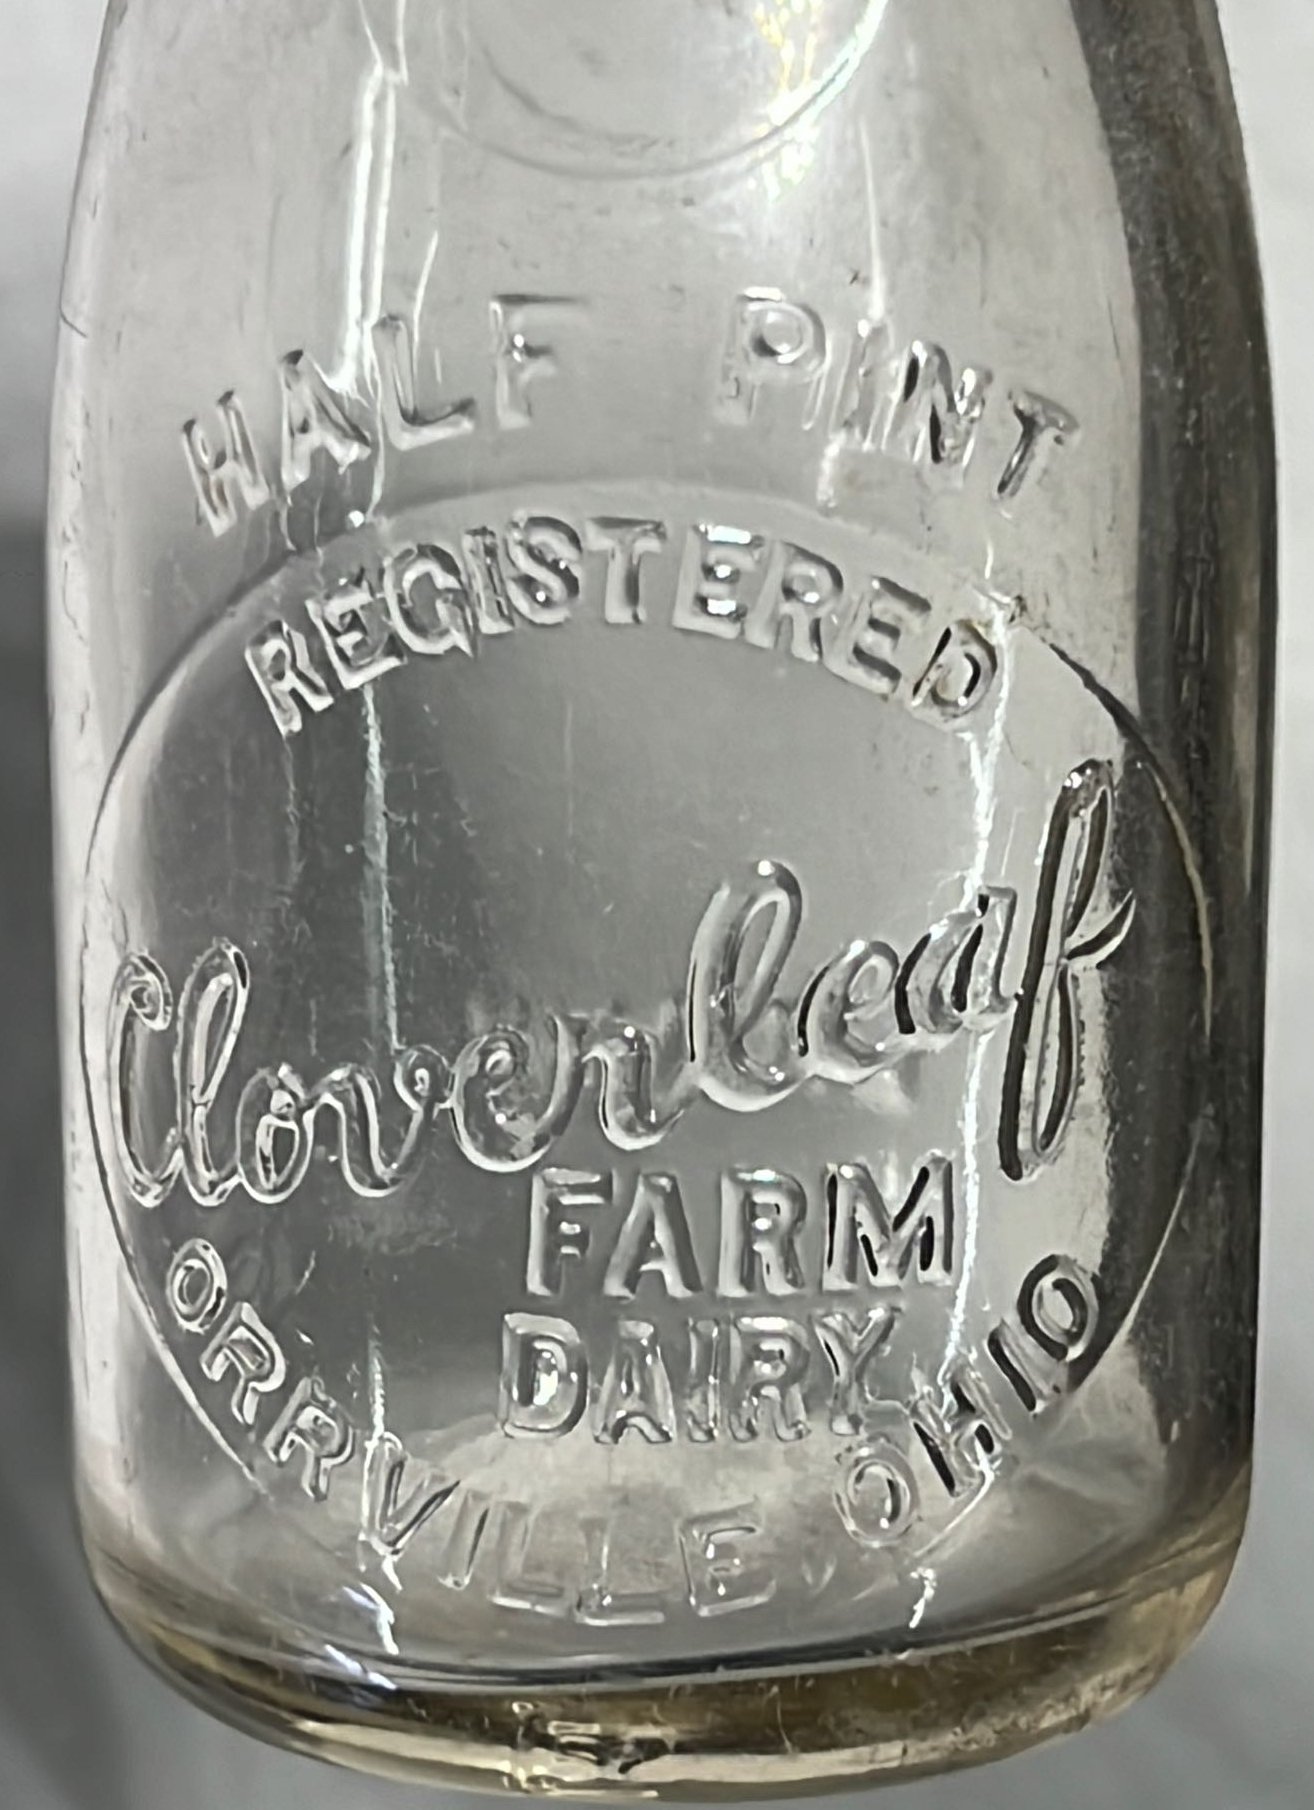 HALF PINT
REGISTERED
Cloverleaf
FARM
DAIRY
ORRVILLE OHIO